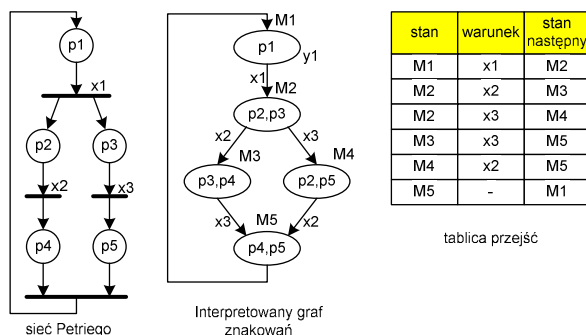 p1
x1
p2
p3
x2
x3
p4
p5
sieć Petriego
M1
p1
y1
x1
M2
p2,p3
x2
x3
M3
M4
p3,p4
p2,p5
x3
M5
x2
p4,p5
Interpretowany graf
znakowań
stan warunek stan następny
M1 x1 M2
M2 x2 M3
M2 x3 M4
M3 x3 M5
M4 x2 M5
M5 - M1
tablica przejść